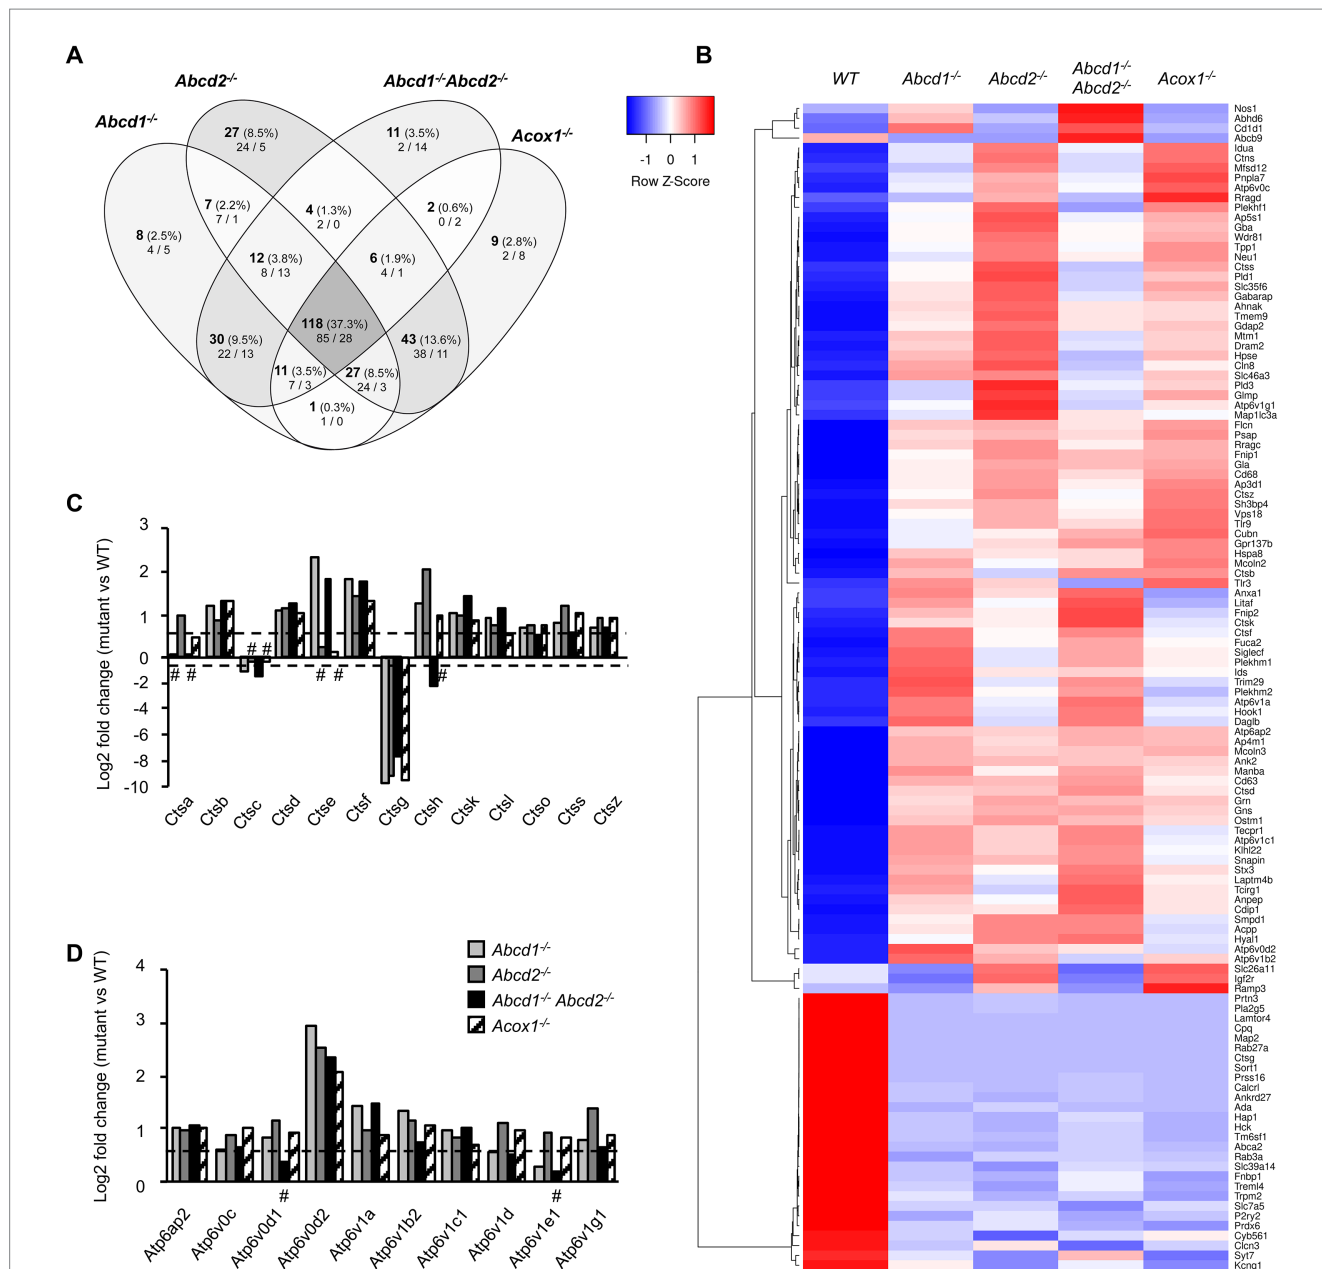 A
Abcd2-/-
Abcd1-/-Abcd2-/-
Abcd1-/-
Acox1-/-
27 (8.5%)
24 / 5
11 (3.5%)
2 / 14
7 (2.2%)
7 / 1
4 (1.3%)
2 / 0
2 (0.6%)
0 / 2
8 (2.5%)
4 / 5
9 (2.8%)
2 / 8
12 (3.8%)
8 / 13
6 (1.9%)
4 / 1
118 (37.3%)
85 / 28
30 (9.5%)
22 / 13
43 (13.6%)
38 / 11
11 (3.5%)
7 / 3
27 (8.5%)
24 / 3
1 (0.3%)
1 / 0
B
-1 0 1
Row Z-Score
WT
Abcd1-/-
Abcd2-/-
Abcd1-/-
Abcd2-/-
Acox1-/-
Nos1
Abhd6
Cd1d1
Abcb9
Idua
Ctns
Mfsd12
Pnpla7
Atp6v0c
Rragd
Plekhf1
Ap5s1
Gba
Wdr81
Tpp1
Neu1
Ctss
Pld1
Slc35f6
Gabarap
Ahnak
Tmem9
Gdap2
Mtm1
Dram2
Hpse
Cln8
Slc46a3
Pld3
Glmp
Atp6v1g1
Map1lc3a
Flcn
Psap
Rragc
Fnip1
Gla
Cd68
Ap3d1
Ctsz
Sh3bp4
Vps18
Tlr9
Cubn
Gpr137b
Hspa8
Mcoln2
Ctsb
Tlr3
Anxa1
Litaf
Fnip2
Ctsk
Ctsf
Fuca2
Siglecf
Plekhm1
Ids
Trim29
Plekhm2
Atp6v1a
Hook1
Daglb
Atp6ap2
Ap4m1
Mcoln3
Ank2
Manba
Cd63
Ctsd
Grn
Gns
Ostm1
Tecpr1
Atp6v1c1
Klhl22
Snapin
Stx3
Laptm4b
Tcirg1
Anpep
Cdip1
Smpd1
Acpp
Hyal1
Atp6v0d2
Atp6v1b2
Slc26a11
Igf2r
Ramp3
Prtn3
Pla2g5
Lamtor4
Cpq
Map2
Rab27a
Ctsg
Sort1
Prss16
Calcrl
Ankrd27
Ada
Hap1
Hck
Tm6sf1
Abca2
Rab3a
Slc39a14
Fnbp1
Treml4
Trpm2
Slc7a5
P2ry2
Prdx6
Cyb561
Clcn3
Syt7
Kcnq1
C
Log2 fold change (mutant vs WT)
3
2
1
0
-2
-4
-6
-8
-10
# # # # # # #
Ctsa Ctsb Ctsc Ctsd Ctse Ctsf Ctsg Ctsh Ctsk Ctsl Ctso Ctss Ctsz
D
Log2 fold change (mutant vs WT)
4
3
2
1
0
Abcd1-/-
Abcd2-/-
Abcd1-/- Abcd2-/-
Acox1-/-
# #
Atp6ap2 Atp6v0c Atp6v0d1 Atp6v0d2 Atp6v1a Atp6v1b2 Atp6v1c1 Atp6v1d Atp6v1e1 Atp6v1g1